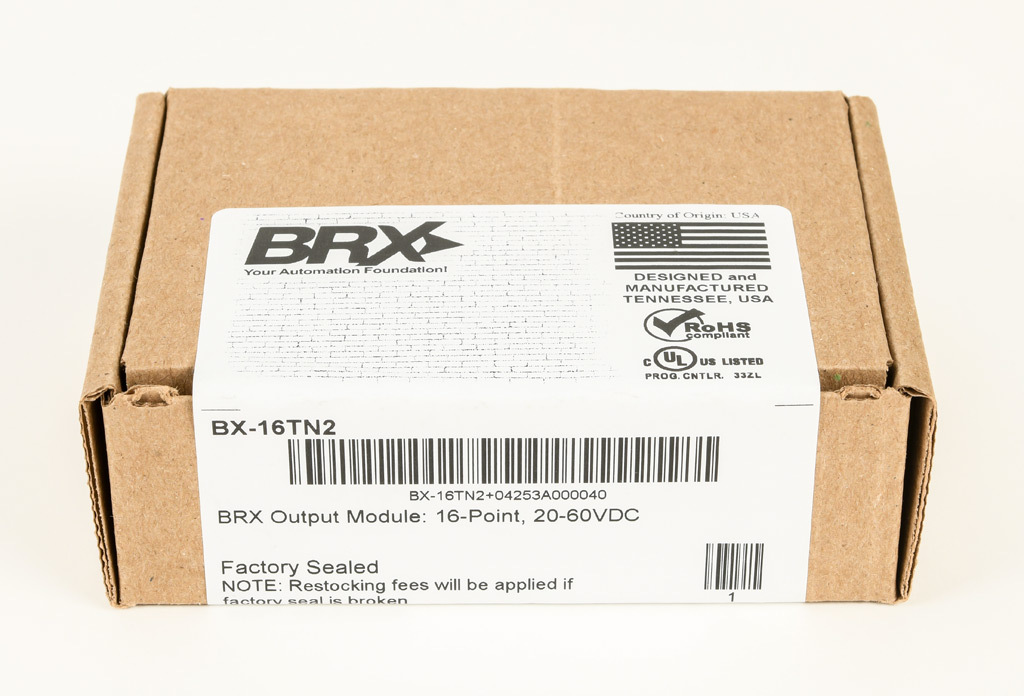 BRX
Your Automation Foundation!
Country of Origin: USA
DESIGNED and
MANUFACTURED
TENNESSEE, USA
RoHS
compliant
C UL US LISTED
PROG. CNTLR. 33ZL
BX-16TN2
BX-16TN2+04253A000040
BRX Output Module: 16-Point, 20-60VDC
Factory Sealed
NOTE: Restocking fees will be applied if
factory seal is broken
1